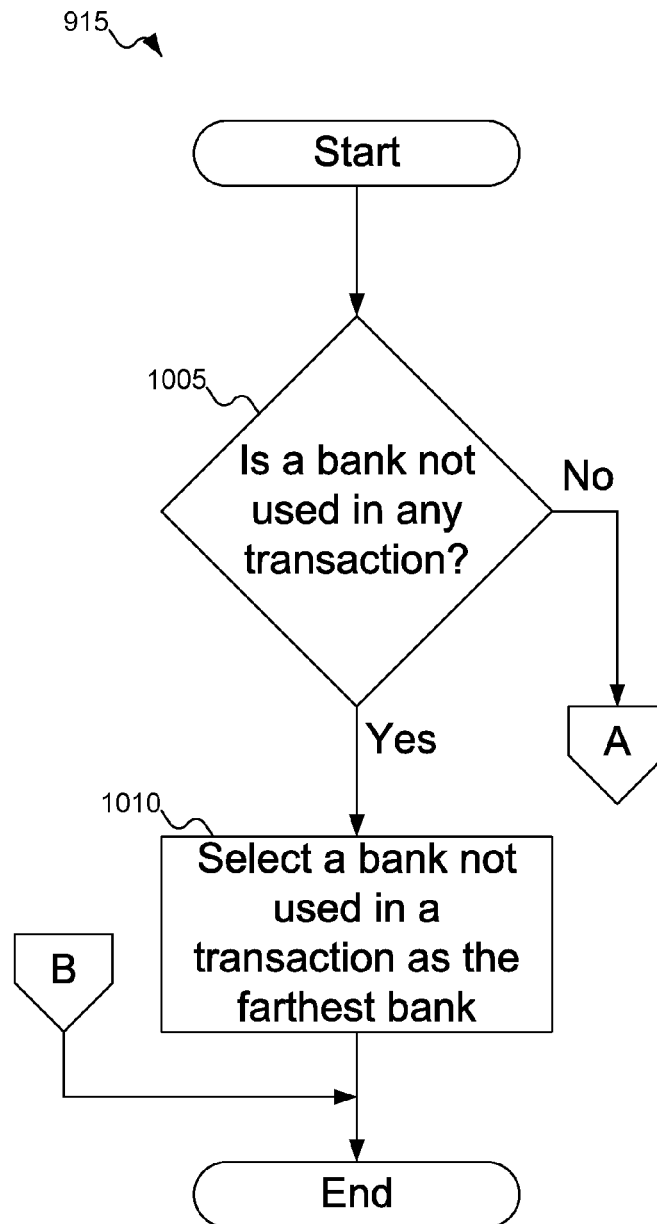 915
Start
1005
Is a bank not
used in any
transaction?
No
A
Yes
1010
Select a bank not
used in a
transaction as the
farthest bank
B
End